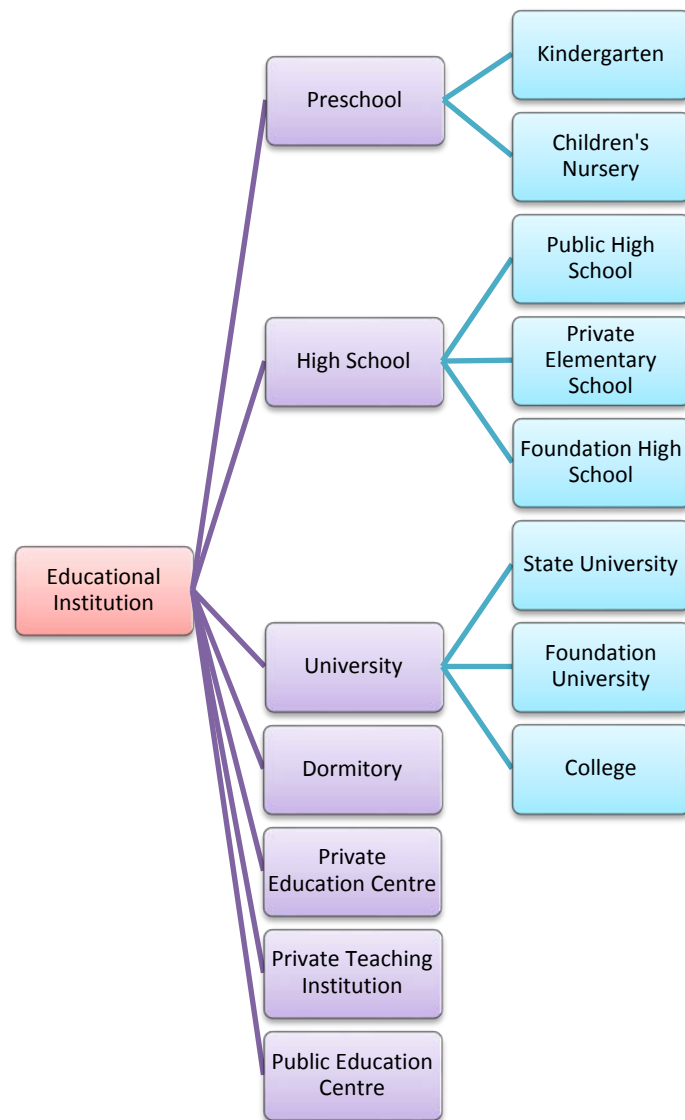 Educational
Institution
Preschool
Kindergarten
Children's
Nursery
High School
Public High
School
Private
Elementary
School
Foundation High
School
University
State University
Foundation
University
College
Dormitory
Private
Education Centre
Private Teaching
Institution
Public Education
Centre